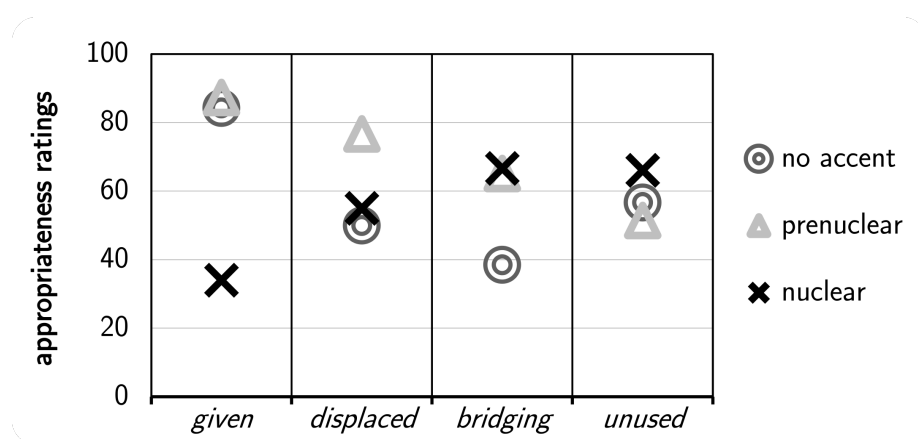 appropriateness ratings
100
80
60
40
20
0
given displaced bridging unused
no accent
prenuclear
nuclear